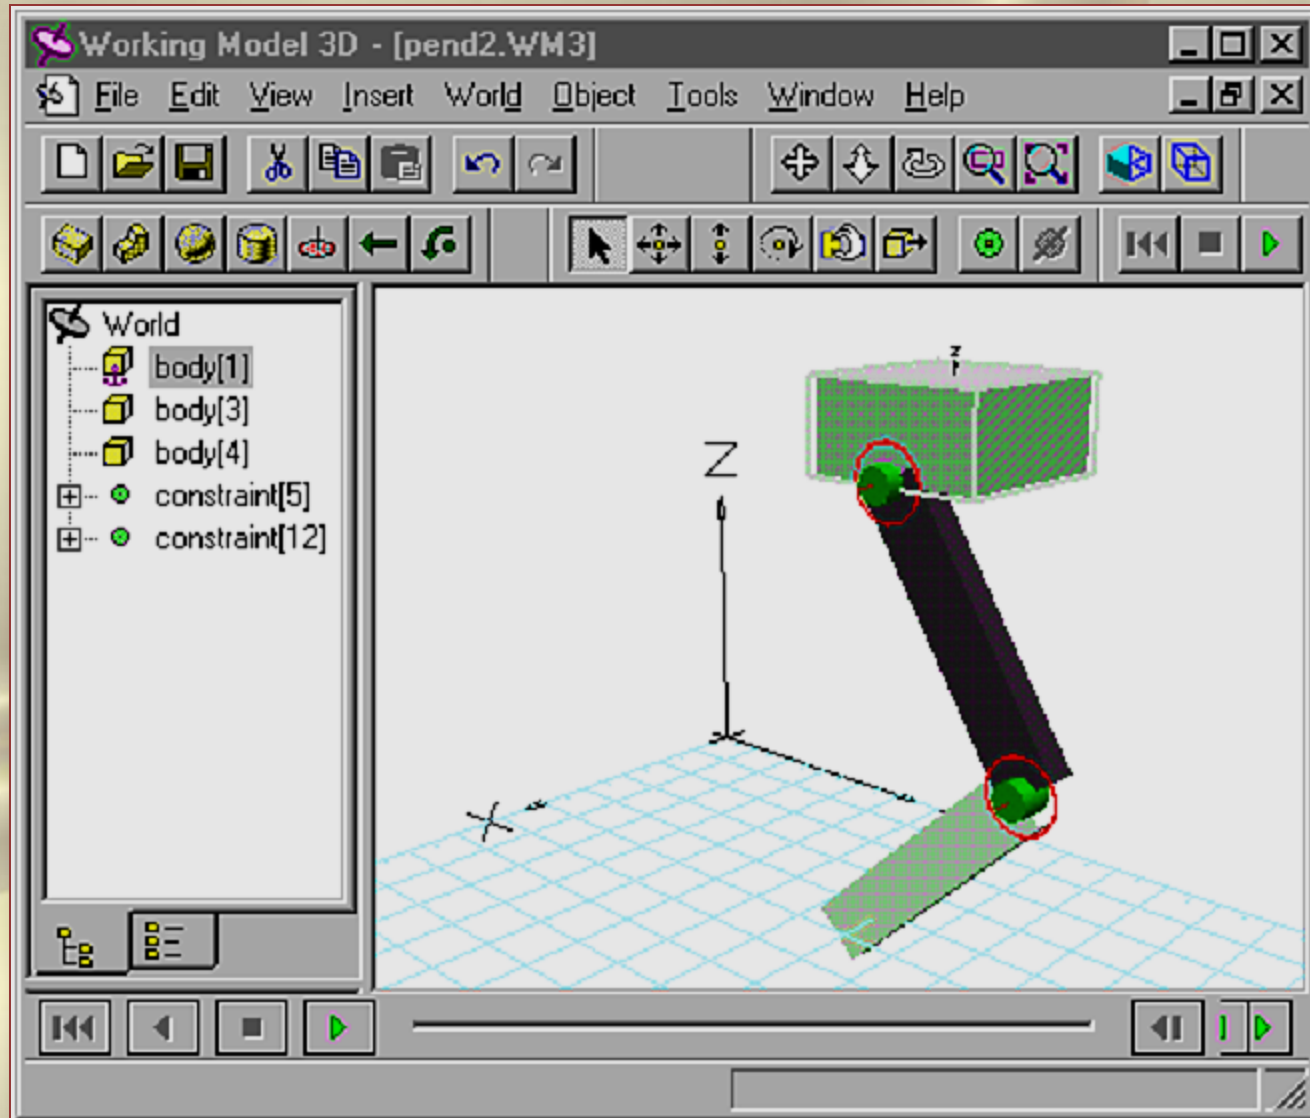 Working Model 3D - [pend2.WM3]
File Edit View Insert World Object Tools Window Help
World
body[1]
body[3]
body[4]
constraint[5]
constraint[12]
z
Z
X